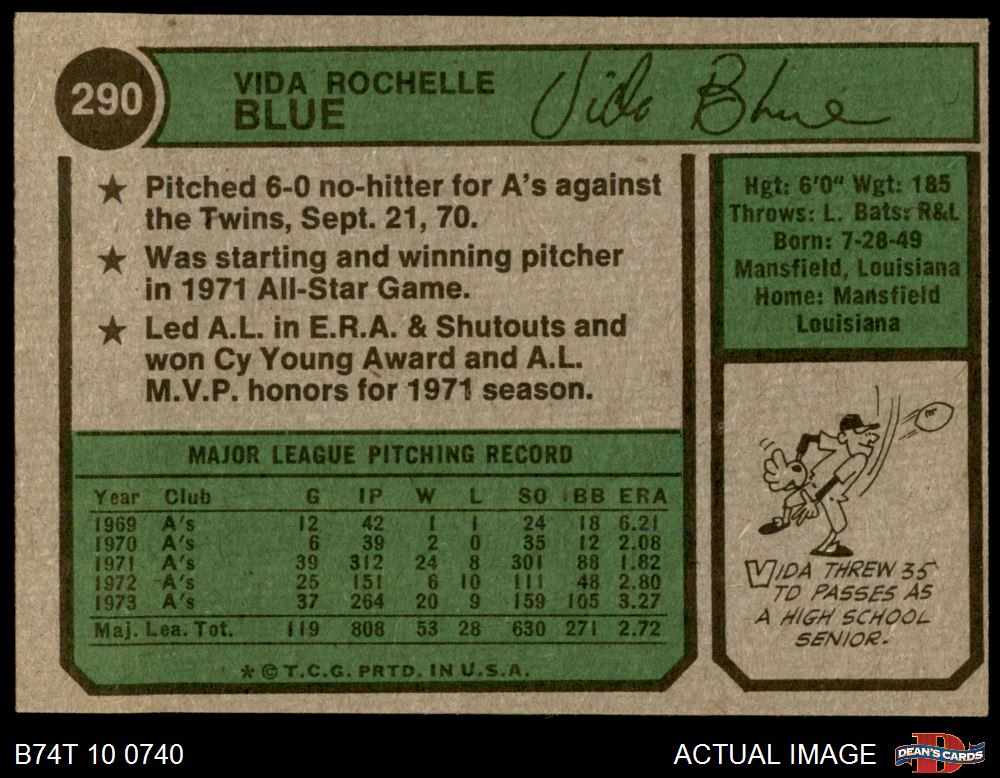 290
VIDA ROCHELLE
BLUE
Vida Blue
★ Pitched 6-0 no-hitter for A's against
the Twins, Sept. 21, 70.
★ Was starting and winning pitcher
in 1971 All-Star Game.
★ Led A.L. in E.R.A. & Shutouts and
won Cy Young Award and A.L.
M.V.P. honors for 1971 season.
Hgt: 6'0" Wgt: 185
Throws: L. Bats: R&L
Born: 7-28-49
Mansfield, Louisiana
Home: Mansfield
Louisiana
MAJOR LEAGUE PITCHING RECORD
Year Club G IP W L SO BB ERA
1969 A's 12 42 1 1 24 18 6.21
1970 A's 6 39 2 0 35 12 2.08
1971 A's 39 312 24 8 301 88 1.82
1972 A's 25 151 6 10 111 48 2.80
1973 A's 37 264 20 9 159 105 3.27
Maj. Lea. Tot. 119 808 53 28 630 271 2.72
* © T.C.G. PRTD. IN U.S.A.
VIDA THREW 35
TD PASSES AS
A HIGH SCHOOL
SENIOR.
B74T 10 0740
ACTUAL IMAGE
DEAN'S CARDS